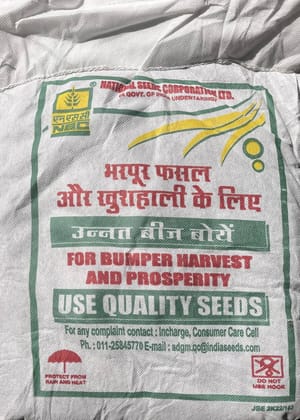 NATIONAL SEEDS CORPORATION LTD.
(A GOVT. OF INDIA UNDERTAKING)
एन एस सी
NSC
भरपूर फसल
और खुशहाली के लिए
उन्नत बीज बोयें
FOR BUMPER HARVEST
AND PROSPERITY
USE QUALITY SEEDS
For any complaint contact : Incharge, Consumer Care Cell
Ph. : 011-25845770 E-mail : adgm.qc@indiaseeds.com
PROTECT FROM
RAIN AND HEAT
DO NOT
USE HOOK